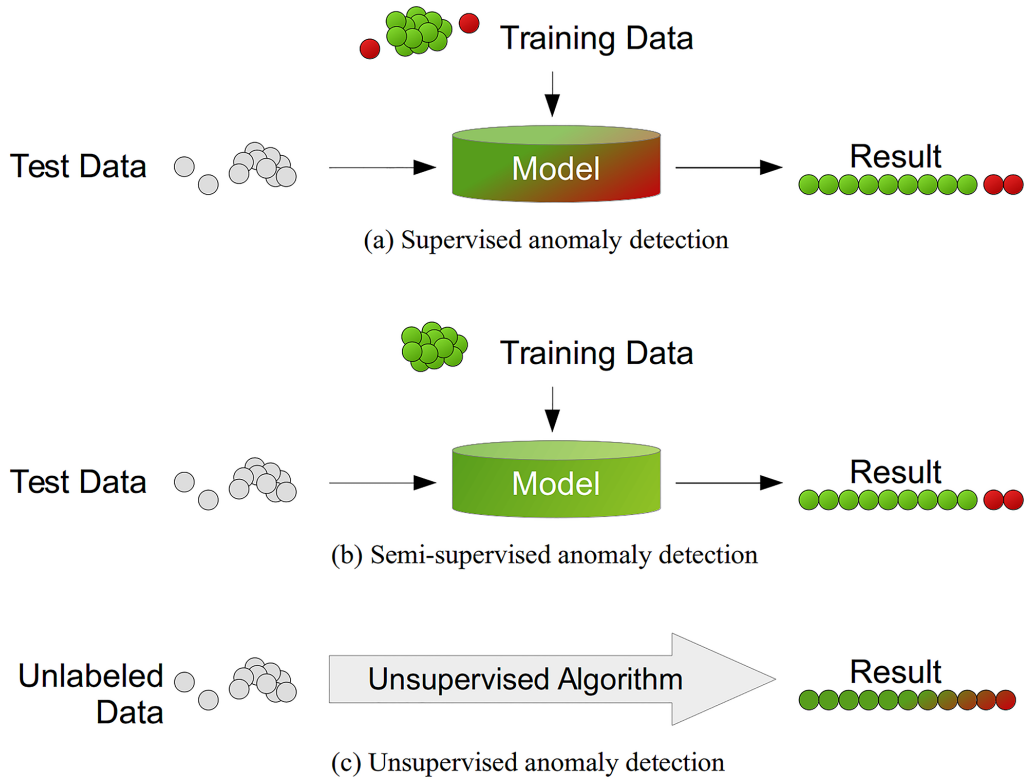 Training Data
Test Data
Model
Result
(a) Supervised anomaly detection
Training Data
Test Data
Model
Result
(b) Semi-supervised anomaly detection
Unlabeled
Data
Unsupervised Algorithm
Result
(c) Unsupervised anomaly detection